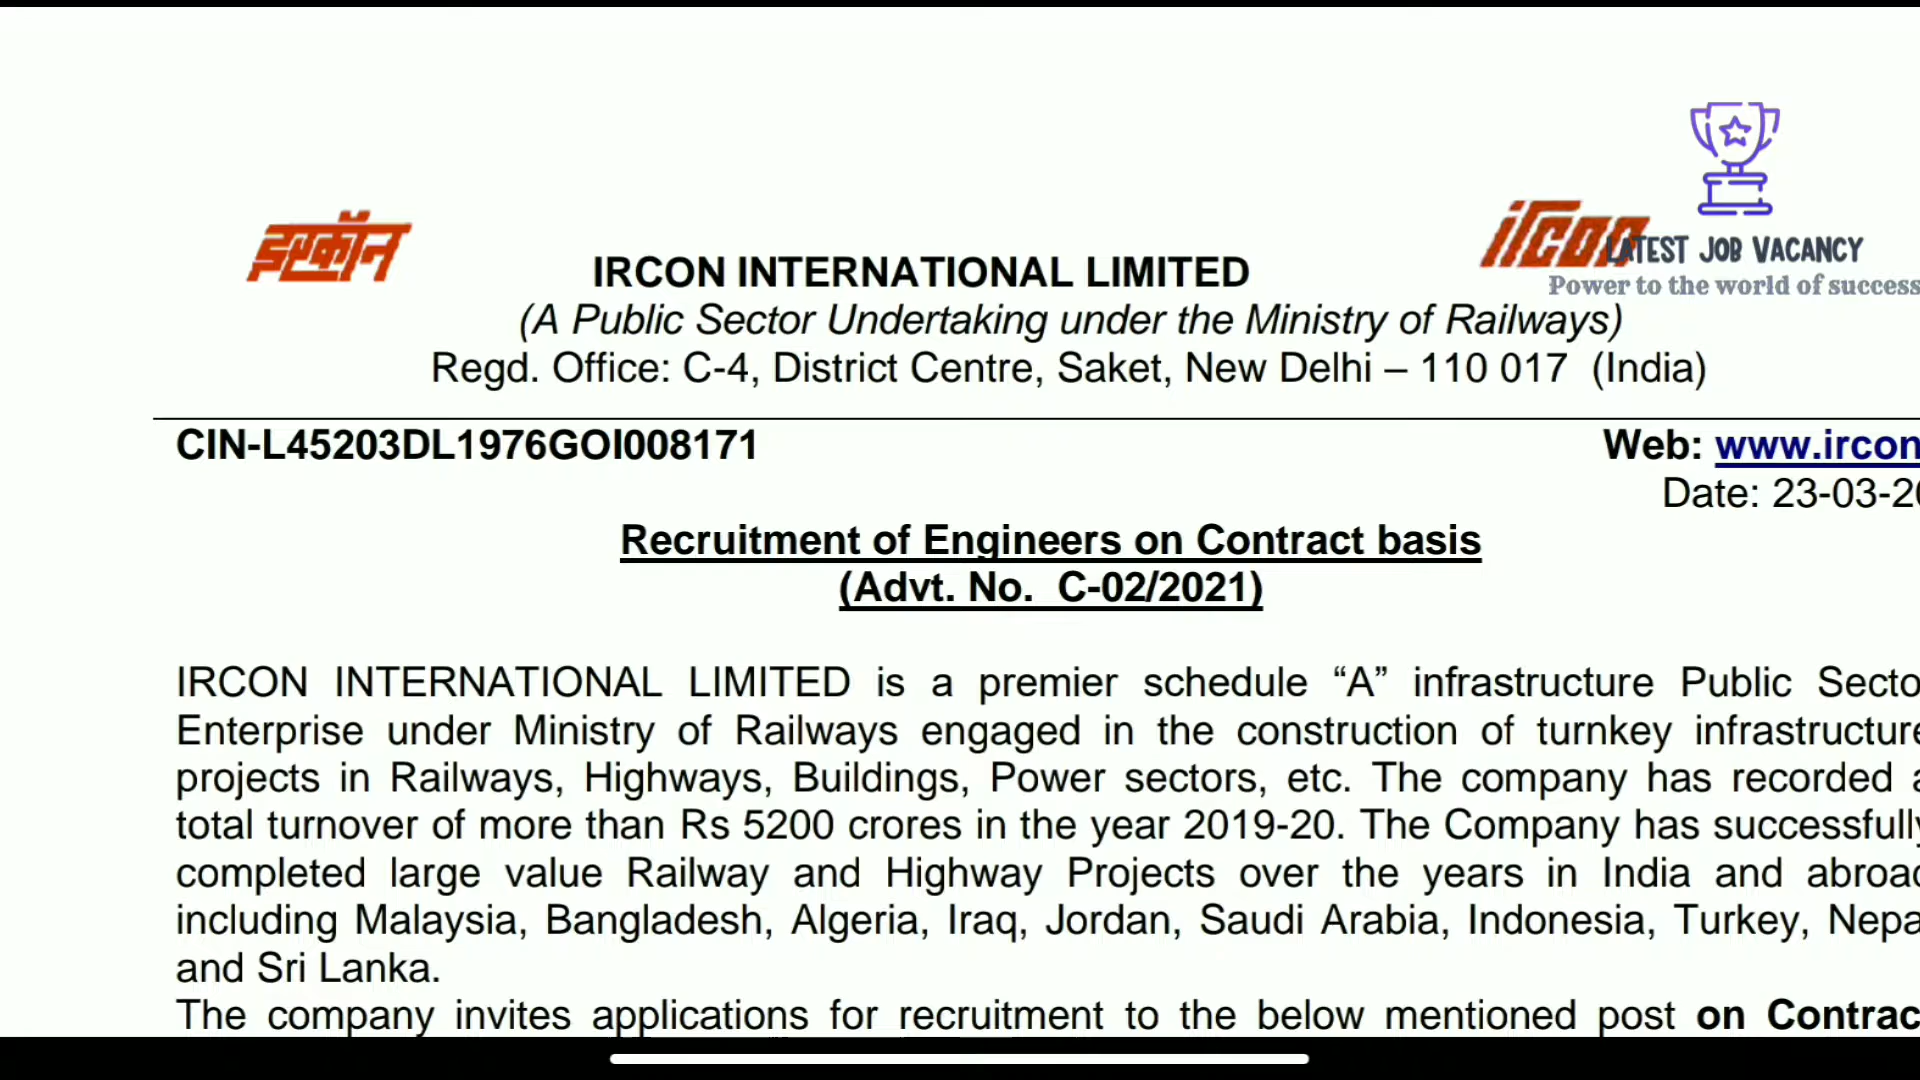 इरकॉन
ircon
LATEST JOB VACANCY
Power to the world of success
IRCON INTERNATIONAL LIMITED
(A Public Sector Undertaking under the Ministry of Railways)
Regd. Office: C-4, District Centre, Saket, New Delhi – 110 017 (India)
CIN-L45203DL1976GOI008171
Web: www.ircon
Date: 23-03-20
Recruitment of Engineers on Contract basis
(Advt. No. C-02/2021)
IRCON INTERNATIONAL LIMITED is a premier schedule “A” infrastructure Public Secto
Enterprise under Ministry of Railways engaged in the construction of turnkey infrastructure
projects in Railways, Highways, Buildings, Power sectors, etc. The company has recorded a
total turnover of more than Rs 5200 crores in the year 2019-20. The Company has successfully
completed large value Railway and Highway Projects over the years in India and abroad
including Malaysia, Bangladesh, Algeria, Iraq, Jordan, Saudi Arabia, Indonesia, Turkey, Nepa
and Sri Lanka.
The company invites applications for recruitment to the below mentioned post on Contrac